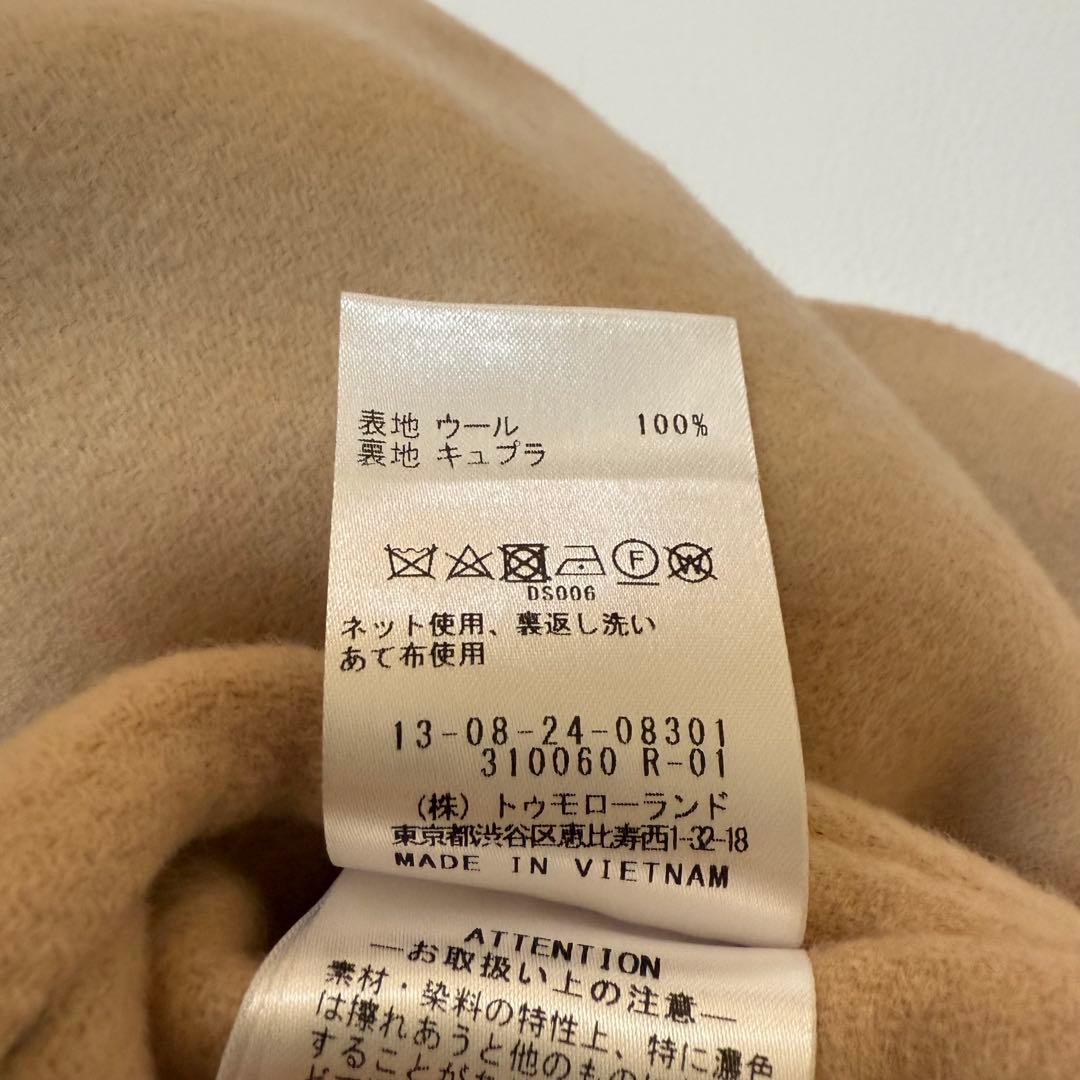 表地 ウール 100%
裏地 キュプラ
F W
DS006
ネット使用、裏返し洗い
あて布使用
13-08-24-08301
310060 R-01
(株) トゥモローランド
東京都渋谷区恵比寿西1-32-18
MADE IN VIETNAM
ATTENTION
—お取扱い上の注意—
素材・染料の特性上、特に濃色
は擦れあうと他のもの
することが